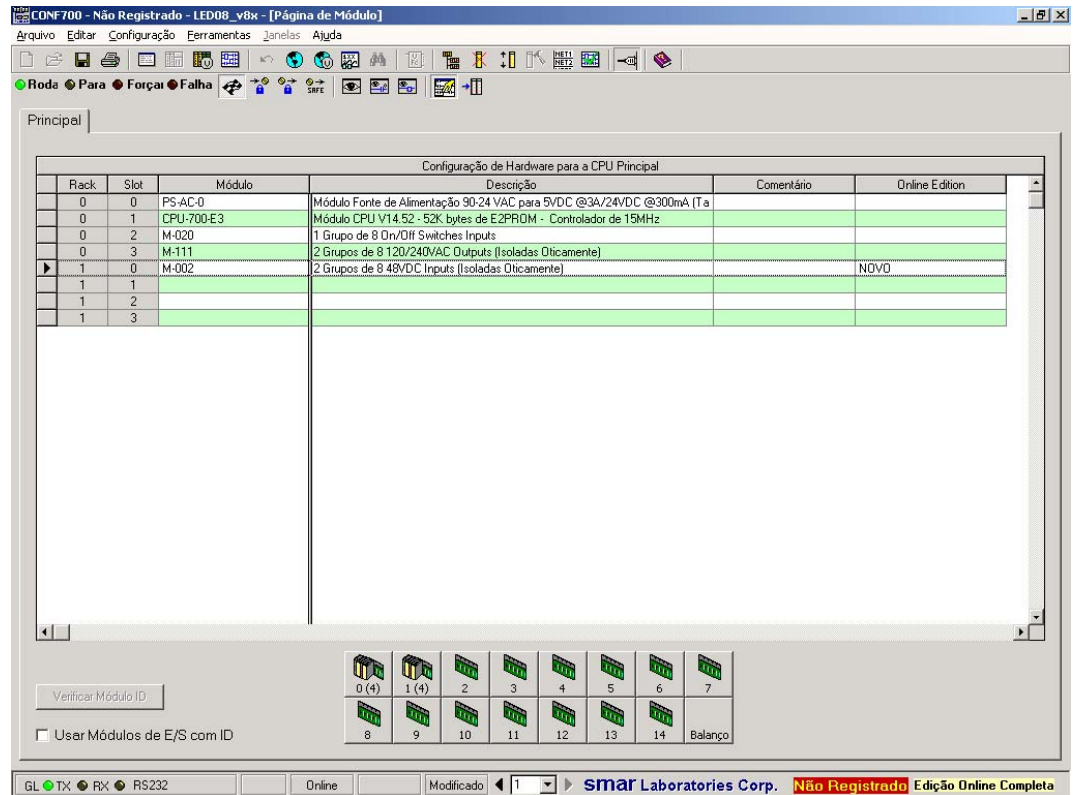 CONF700 - Não Registrado - LED08_v8x - [Página de Módulo]
Arquivo Editar Configuração Ferramentas Janelas Ajuda
Roda Para Forçar Falha SAFE
NET1
NET2
Principal
Configuração de Hardware para a CPU Principal
Rack Slot Módulo Descrição Comentário Online Edition
0 0 PS-AC-0 Módulo Fonte de Alimentação 90-24 VAC para 5VDC @3A/24VDC @300mA (Ta
0 1 CPU-700-E3 Módulo CPU V14.52 - 52K bytes de E2PROM - Controlador de 15MHz
0 2 M-020 1 Grupo de 8 On/Off Switches Inputs
0 3 M-111 2 Grupos de 8 120/240VAC Outputs (Isoladas Oticamente)
1 0 M-002 2 Grupos de 8 48VDC Inputs (Isoladas Oticamente) NOVO
1 1
1 2
1 3
0 (4) 1 (4) 2 3 4 5 6 7
Verificar Módulo ID
Usar Módulos de E/S com ID
8 9 10 11 12 13 14 Balanço
GL TX RX RS232 Online Modificado 1 smar Laboratories Corp. Não Registrado Edição Online Completa